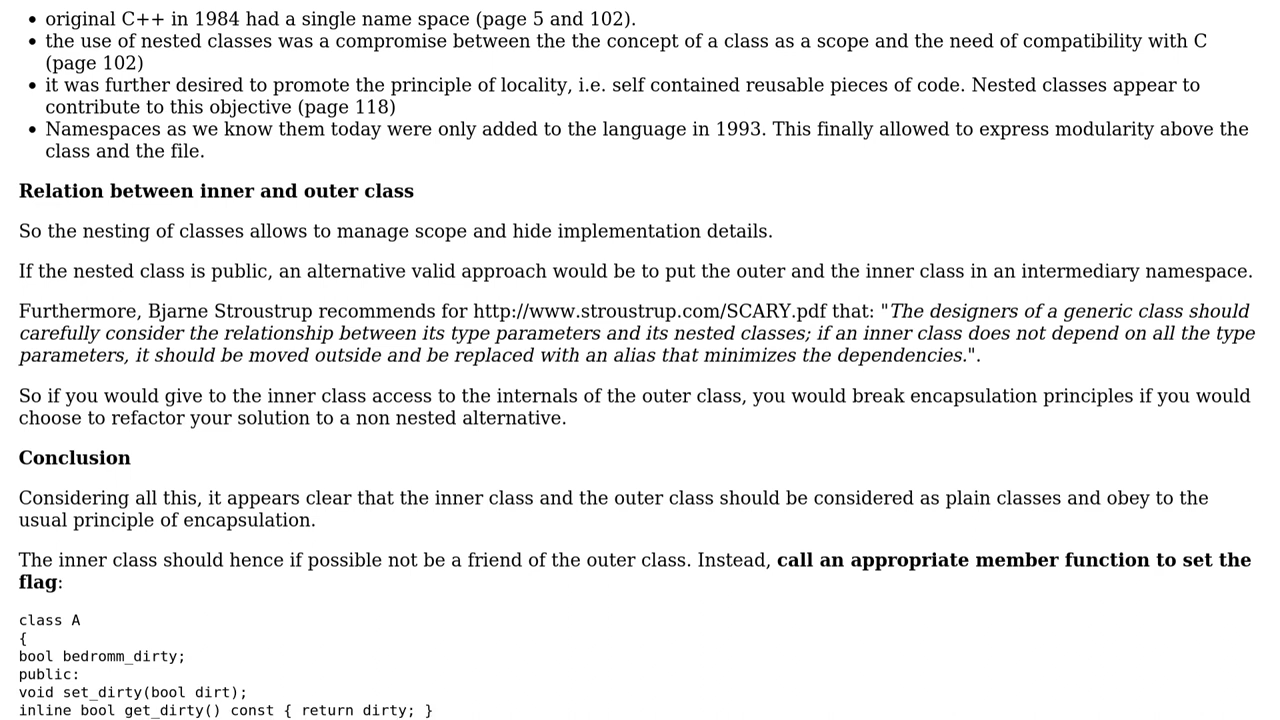 • original C++ in 1984 had a single name space (page 5 and 102).
• the use of nested classes was a compromise between the the concept of a class as a scope and the need of compatibility with C
(page 102)
• it was further desired to promote the principle of locality, i.e. self contained reusable pieces of code. Nested classes appear to
contribute to this objective (page 118)
• Namespaces as we know them today were only added to the language in 1993. This finally allowed to express modularity above the
class and the file.
Relation between inner and outer class
So the nesting of classes allows to manage scope and hide implementation details.
If the nested class is public, an alternative valid approach would be to put the outer and the inner class in an intermediary namespace.
Furthermore, Bjarne Stroustrup recommends for http://www.stroustrup.com/SCARY.pdf that: "The designers of a generic class should
carefully consider the relationship between its type parameters and its nested classes; if an inner class does not depend on all the type
parameters, it should be moved outside and be replaced with an alias that minimizes the dependencies.".
So if you would give to the inner class access to the internals of the outer class, you would break encapsulation principles if you would
choose to refactor your solution to a non nested alternative.
Conclusion
Considering all this, it appears clear that the inner class and the outer class should be considered as plain classes and obey to the
usual principle of encapsulation.
The inner class should hence if possible not be a friend of the outer class. Instead, call an appropriate member function to set the
flag:
class A
{
bool bedromm_dirty;
public:
void set_dirty(bool dirt);
inline bool get_dirty() const { return dirty; }